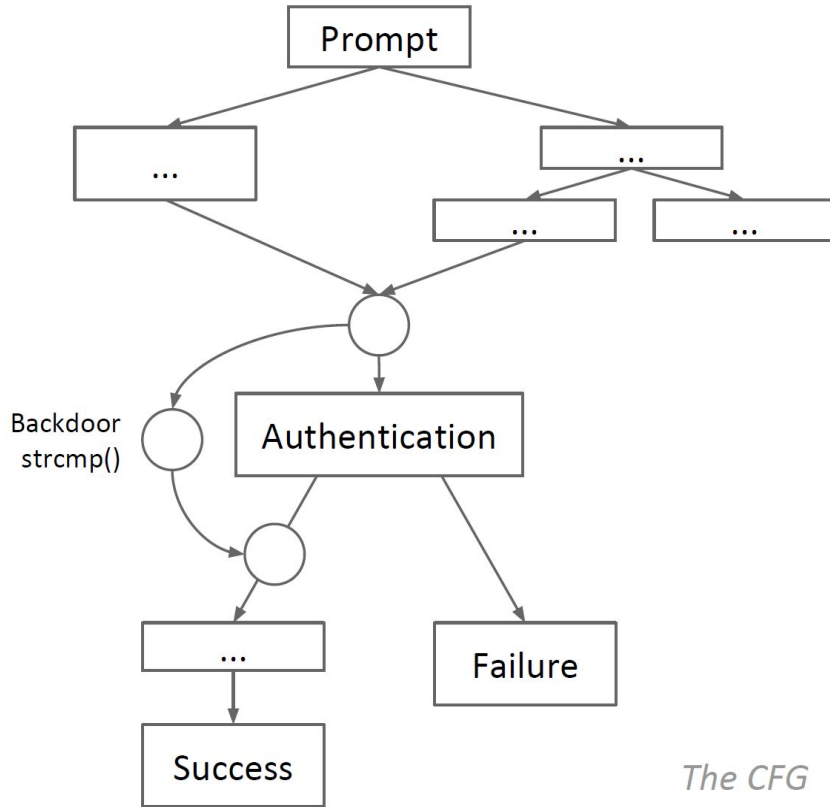 Prompt
...
...
...
...
Backdoor
strcmp()
Authentication
...
Failure
Success
The CFG